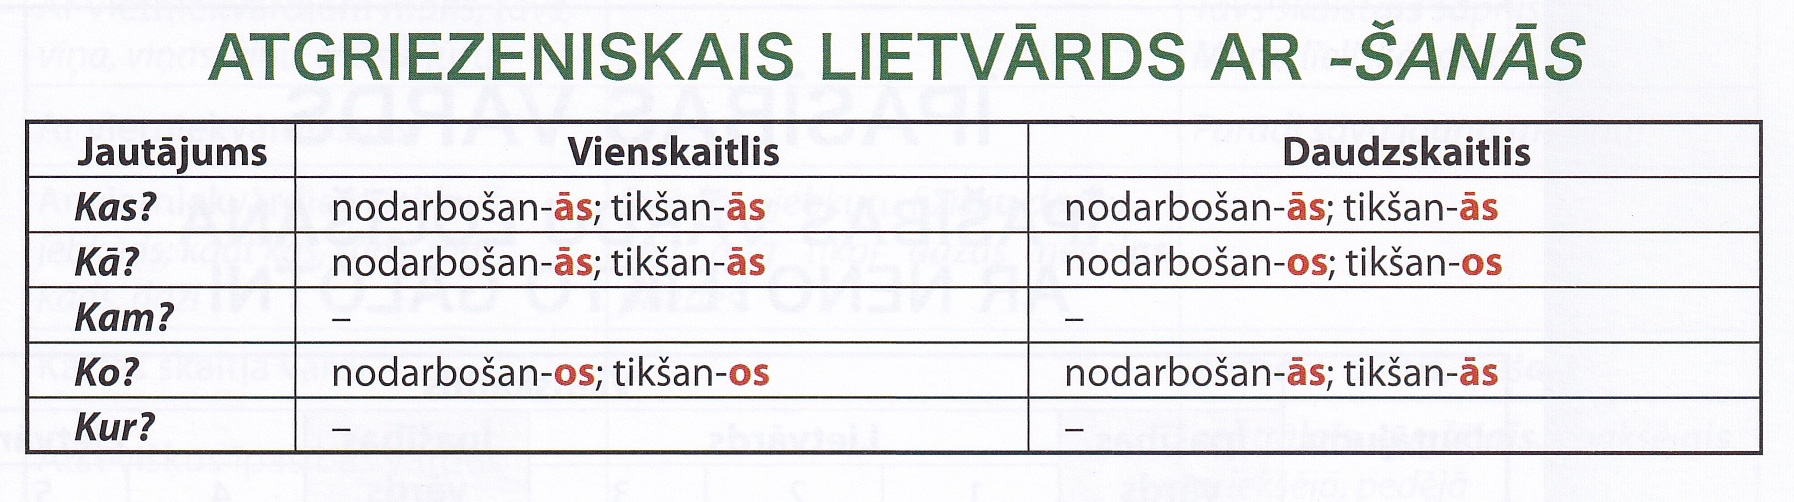 ATGRIEZENISKAIS LIETVĀRDS AR -ŠANĀS
Jautājums Vienskaitlis Daudzskaitlis
Kas? nodarbošan-ās; tikšan-ās nodarbošan-ās; tikšan-ās
Kā? nodarbošan-ās; tikšan-ās nodarbošan-os; tikšan-os
Kam? – –
Ko? nodarbošan-os; tikšan-os nodarbošan-ās; tikšan-ās
Kur? – –